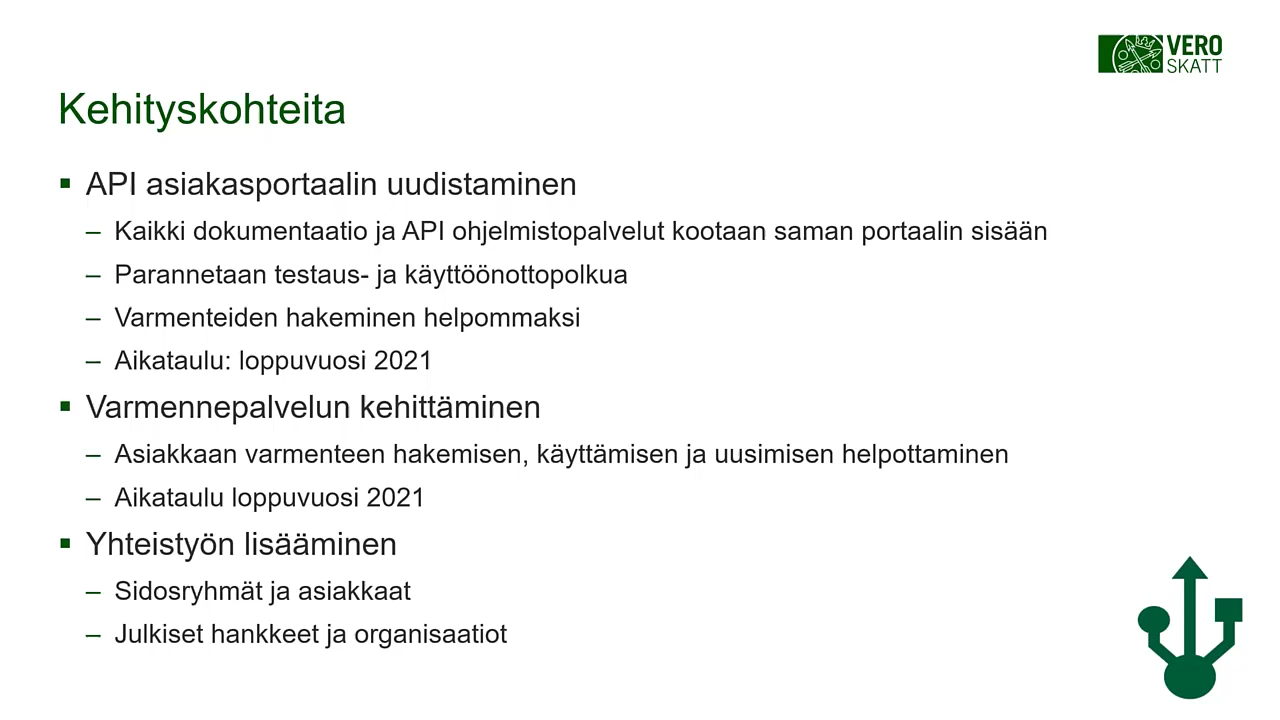 VERO
SKATT
Kehityskohteita
▪ API asiakasportaalin uudistaminen
– Kaikki dokumentaatio ja API ohjelmistopalvelut kootaan saman portaalin sisään
– Parannetaan testaus- ja käyttöönottopolkua
– Varmenteiden hakeminen helpommaksi
– Aikataulu: loppuvuosi 2021
▪ Varmennepalvelun kehittäminen
– Asiakkaan varmenteen hakemisen, käyttämisen ja uusimisen helpottaminen
– Aikataulu loppuvuosi 2021
▪ Yhteistyön lisääminen
– Sidosryhmät ja asiakkaat
– Julkiset hankkeet ja organisaatiot